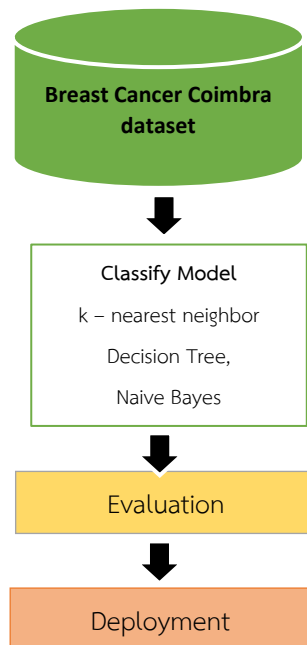 Breast Cancer Coimbra
dataset
Classify Model
k – nearest neighbor
Decision Tree,
Naive Bayes
Evaluation
Deployment